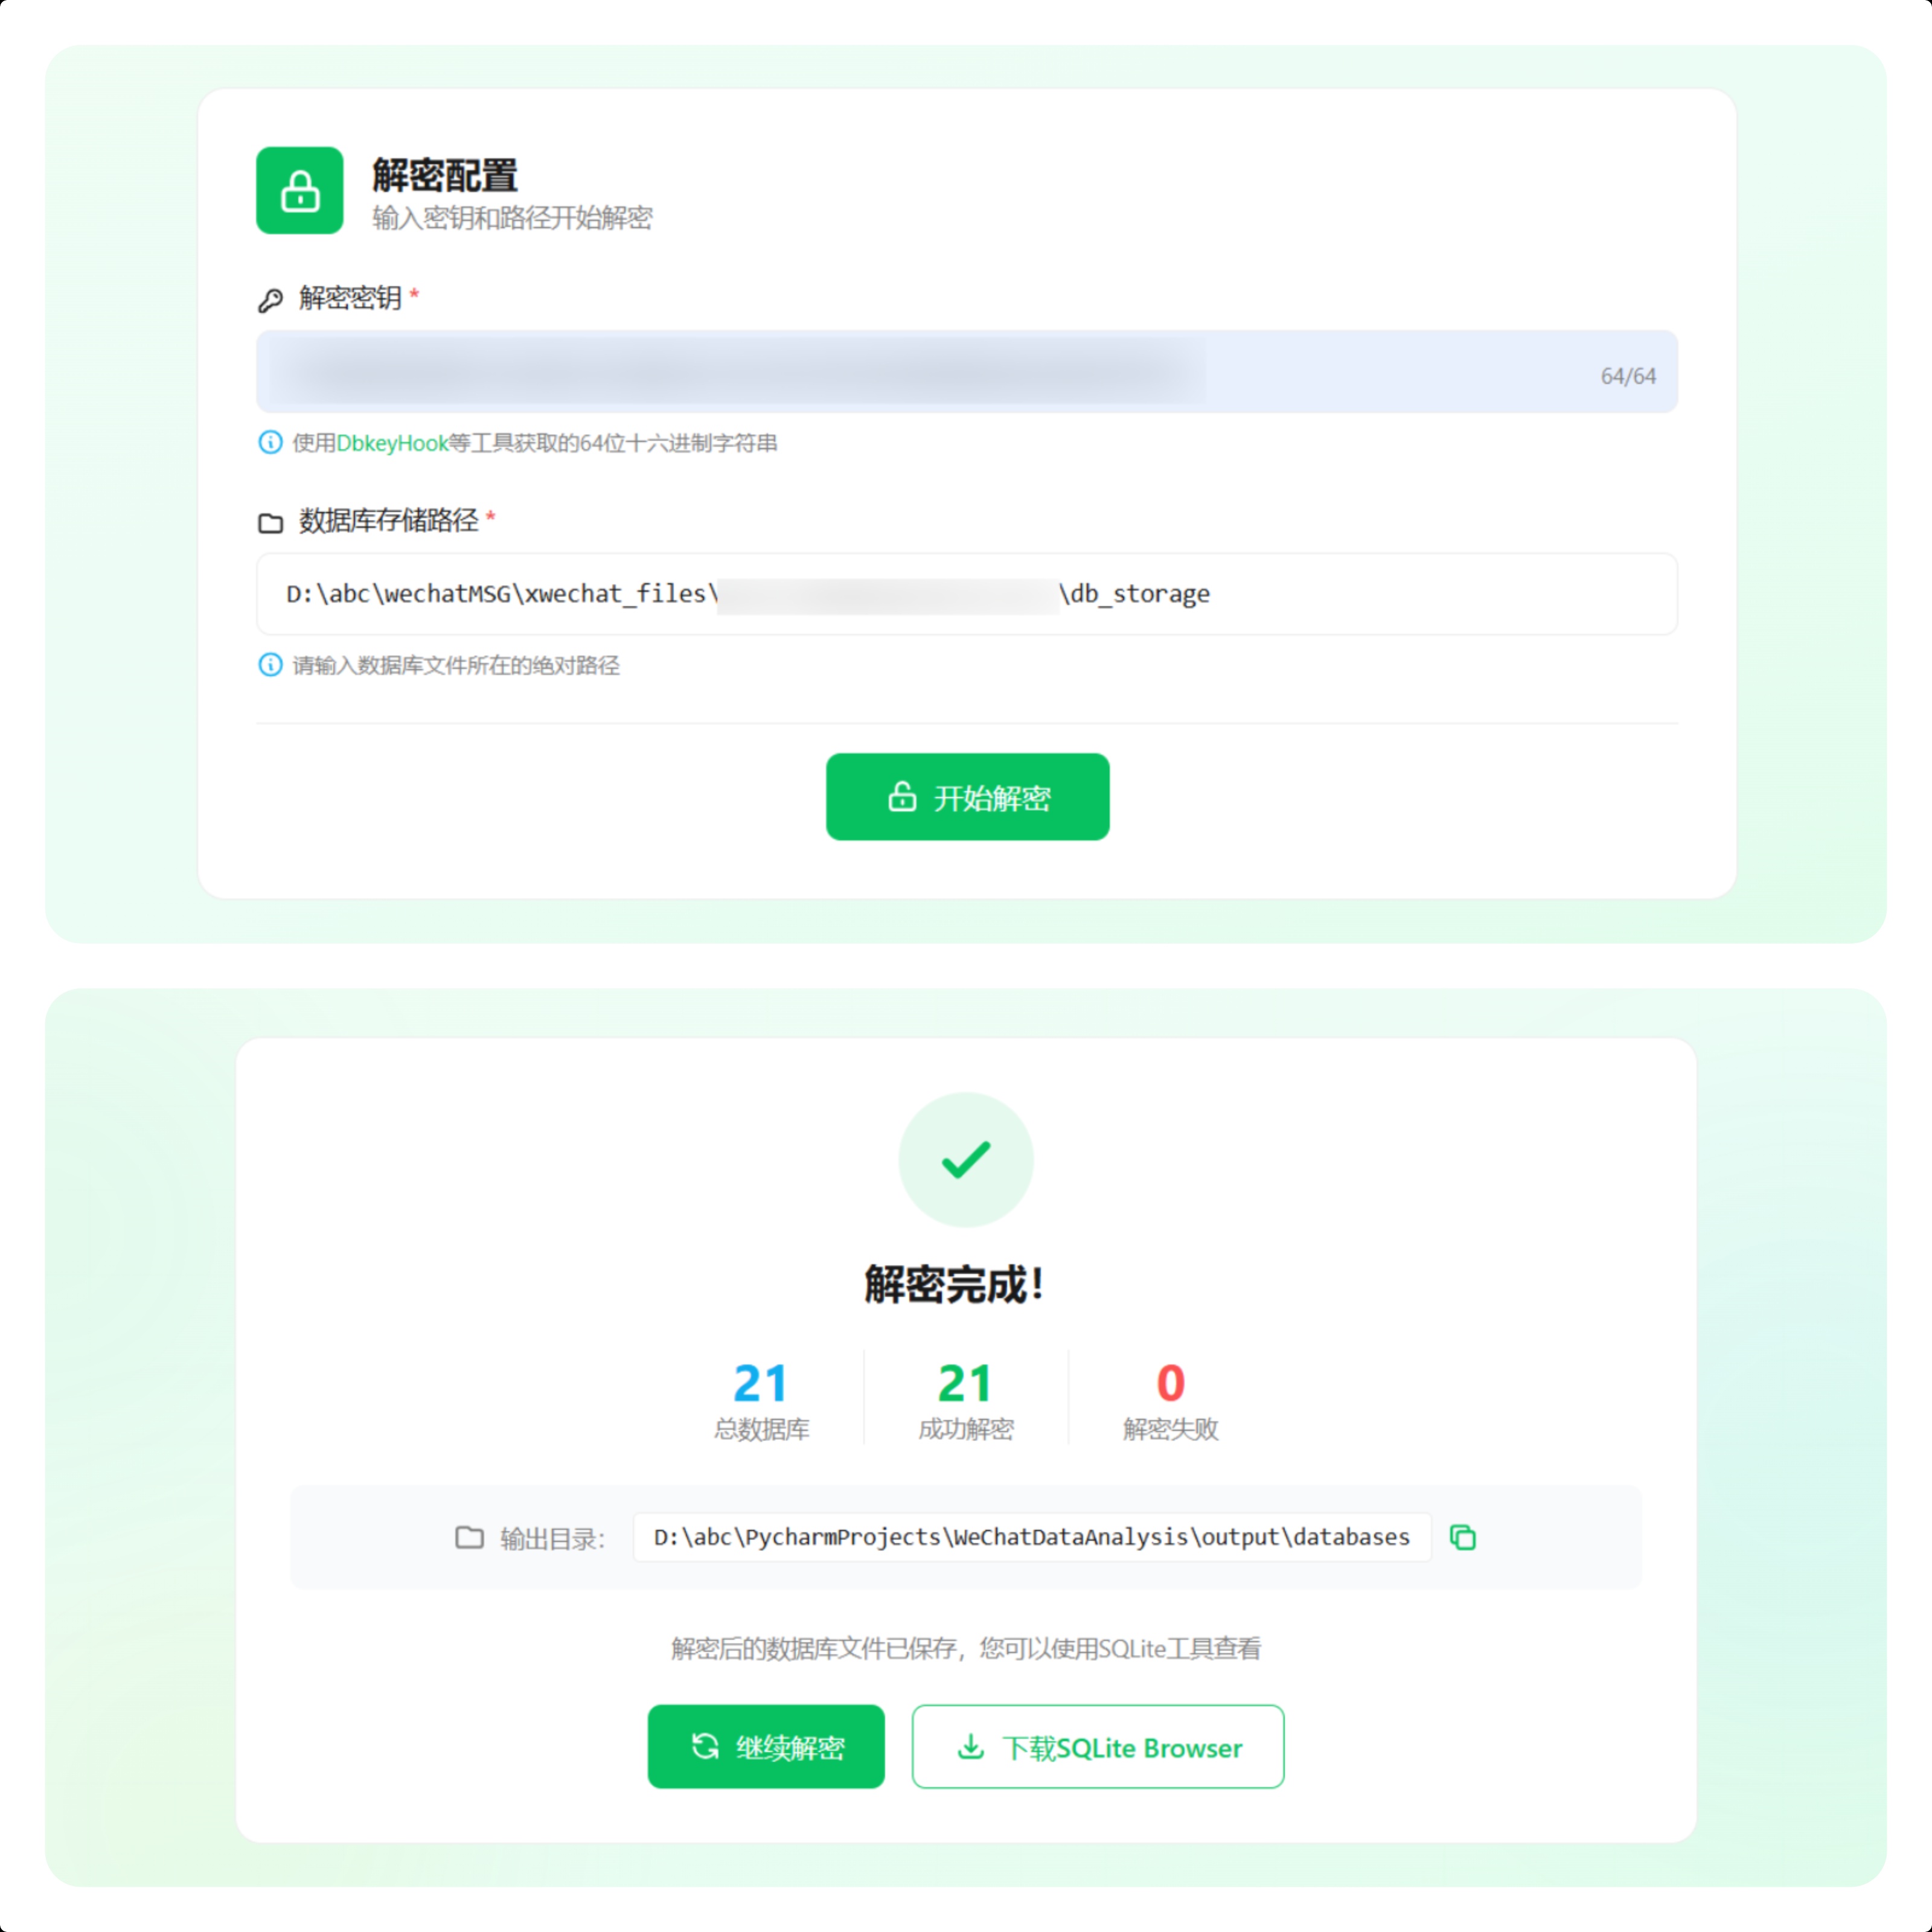 解密配置
输入密钥和路径开始解密
解密密钥 *
64/64
使用DbkeyHook等工具获取的64位十六进制字符串
数据库存储路径 *
D:\abc\wechatMSG\xwechat_files\ \db_storage
请输入数据库文件所在的绝对路径
开始解密
解密完成！
21 21 0
总数据库 成功解密 解密失败
输出目录： D:\abc\PycharmProjects\WeChatDataAnalysis\output\databases
解密后的数据库文件已保存，您可以使用SQLite工具查看
继续解密 下载SQLite Browser